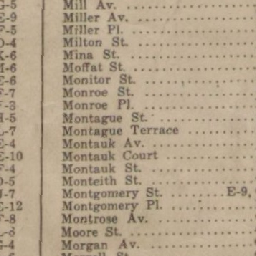 G-5 Mill Av. ..............
E-9 Miller Av. ..............
F-5 Miller Pl. ..............
D-4 Milton St. ..............
K-6 Mina St. ..............
H-6 Moffat St. ..............
E-6 Monitor St. ..............
F-7 Monroe St. ..............
F-3 Monroe Pl. ..............
H-5 Montague St. ..............
L-7 Montague Terrace ..........
E-4 Montauk Av. ..............
E-10 Montauk Court ..............
F-4 Montauk St. ..............
D-5 Monteith St. ..............
H-7 Montgomery St. ....... E-9,
C-12 Montgomery Pl. ..............
F-8 Montrose Av. ..............
L-3 Moore St. ..............
G-4 Morgan Av. ..............